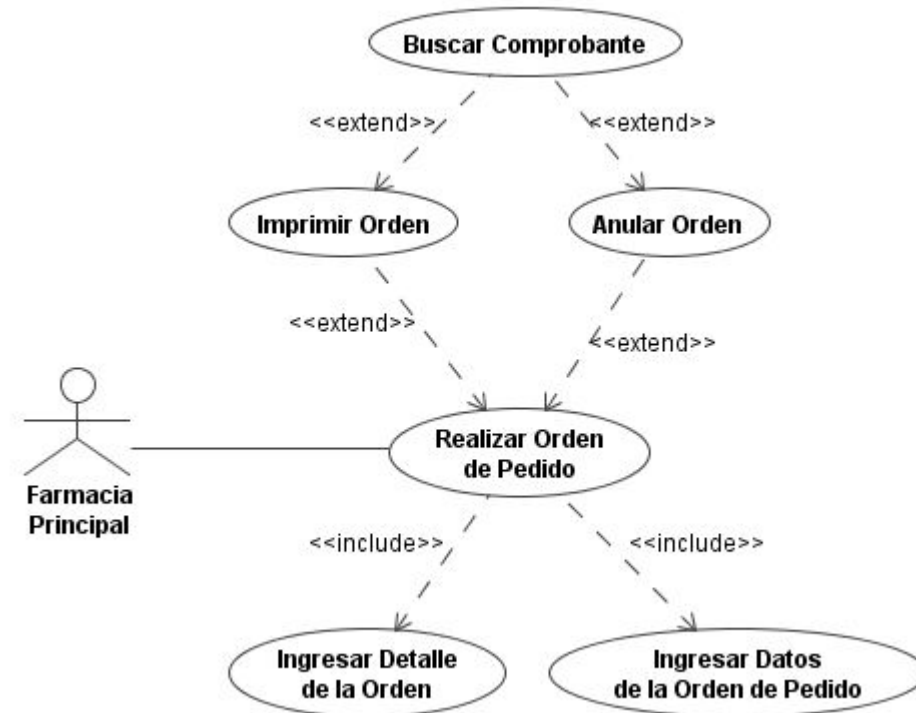 Buscar Comprobante
<<extend>>
<<extend>>
Imprimir Orden
Anular Orden
<<extend>>
<<extend>>
Realizar Orden
de Pedido
Farmacia
Principal
<<include>>
<<include>>
Ingresar Detalle
de la Orden
Ingresar Datos
de la Orden de Pedido